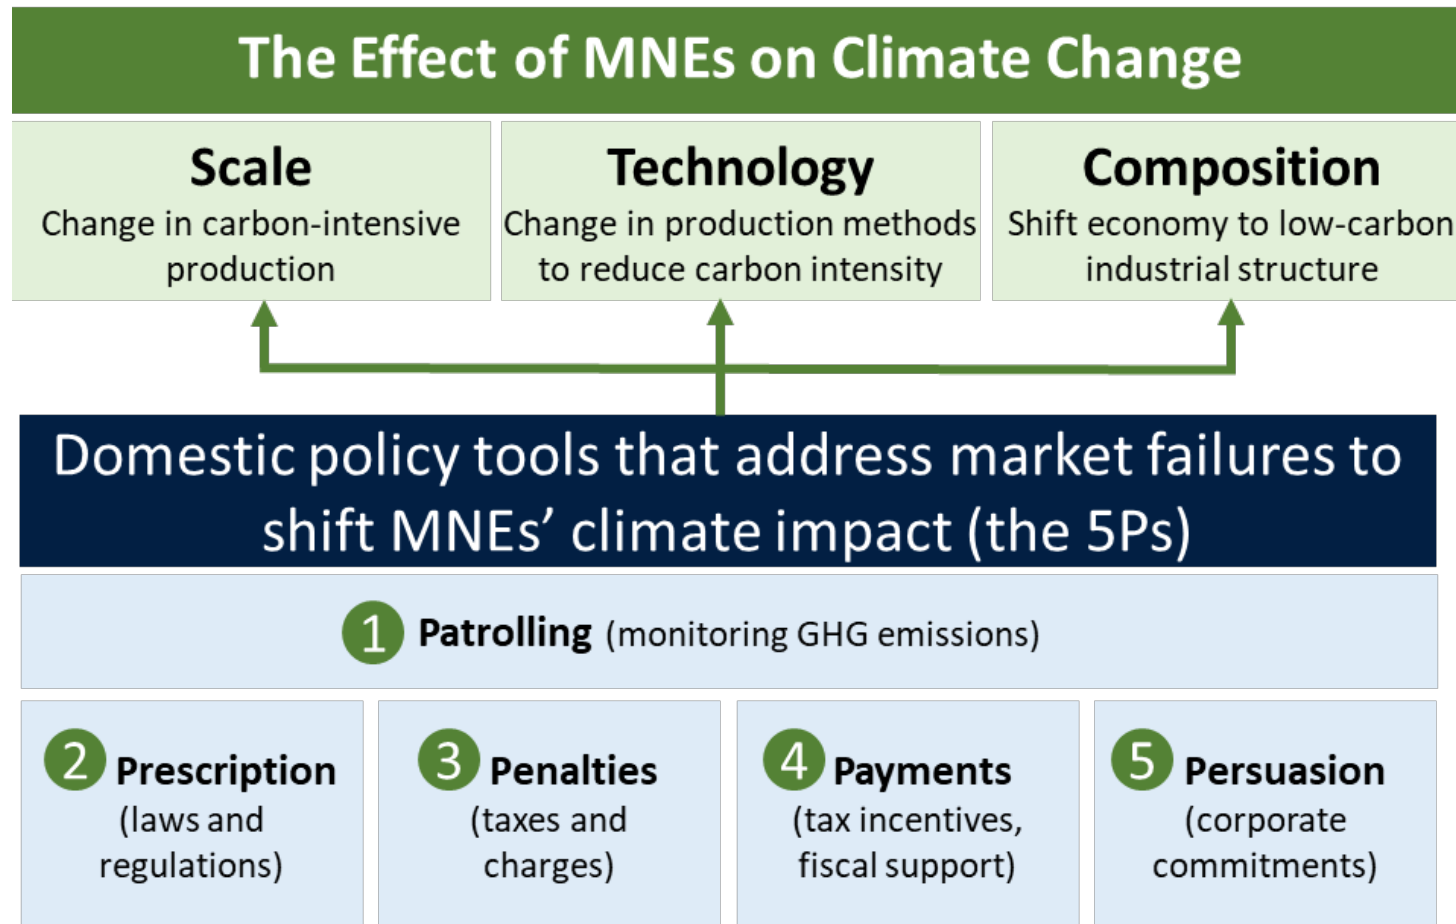 The Effect of MNEs on Climate Change
Scale
Change in carbon-intensive
production
Technology
Change in production methods
to reduce carbon intensity
Composition
Shift economy to low-carbon
industrial structure
Domestic policy tools that address market failures to
shift MNEs’ climate impact (the 5Ps)
1 Patrolling (monitoring GHG emissions)
2 Prescription
(laws and
regulations)
3 Penalties
(taxes and
charges)
4 Payments
(tax incentives,
fiscal support)
5 Persuasion
(corporate
commitments)